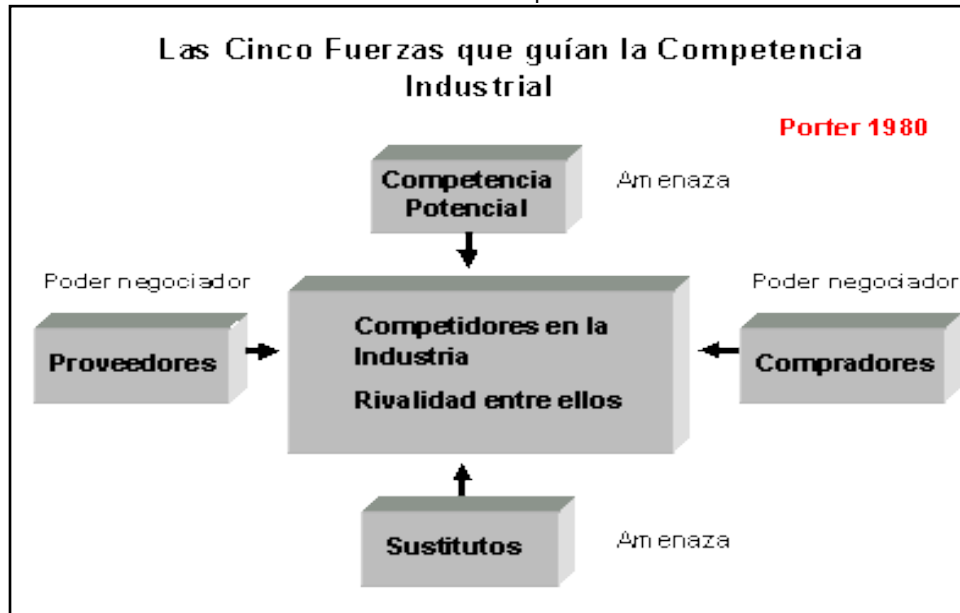 Las Cinco Fuerzas que guían la Competencia
Industrial
Porter 1980
Competencia
Potencial
Amenaza
Poder negociador
Poder negociador
Proveedores
Competidores en la
Industria
Rivalidad entre ellos
Compradores
Sustitutos
Amenaza